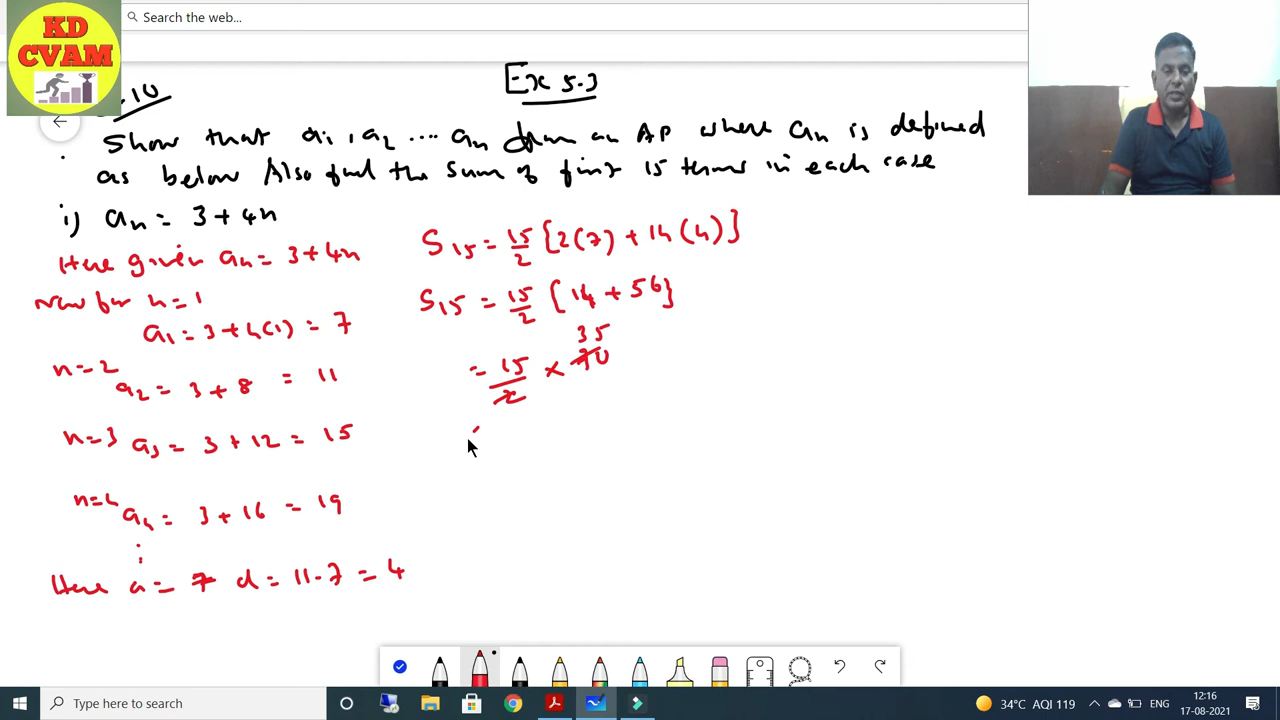 Search the web...
KD
CVAM
.10
Ex 5.3
Show that a1, a2 .... an form an AP where an is defined
as below Also find the sum of first 15 terms in each case
i) an = 3 + 4n
Here given an = 3 + 4n
Now for n = 1
a1 = 3 + 4(1) = 7
n = 2
a2 = 3 + 8 = 11
n = 3 a3 = 3 + 12 = 15
n = 4
a4 = 3 + 16 = 19
Here a = 7 d = 11 - 7 = 4
S15 = 15/2 [2(7) + 14(4)]
S15 = 15/2 [14 + 56]
35
= 15/2 × 70
Type here to search
34°C AQI 119
ENG
12:16
17-08-2021